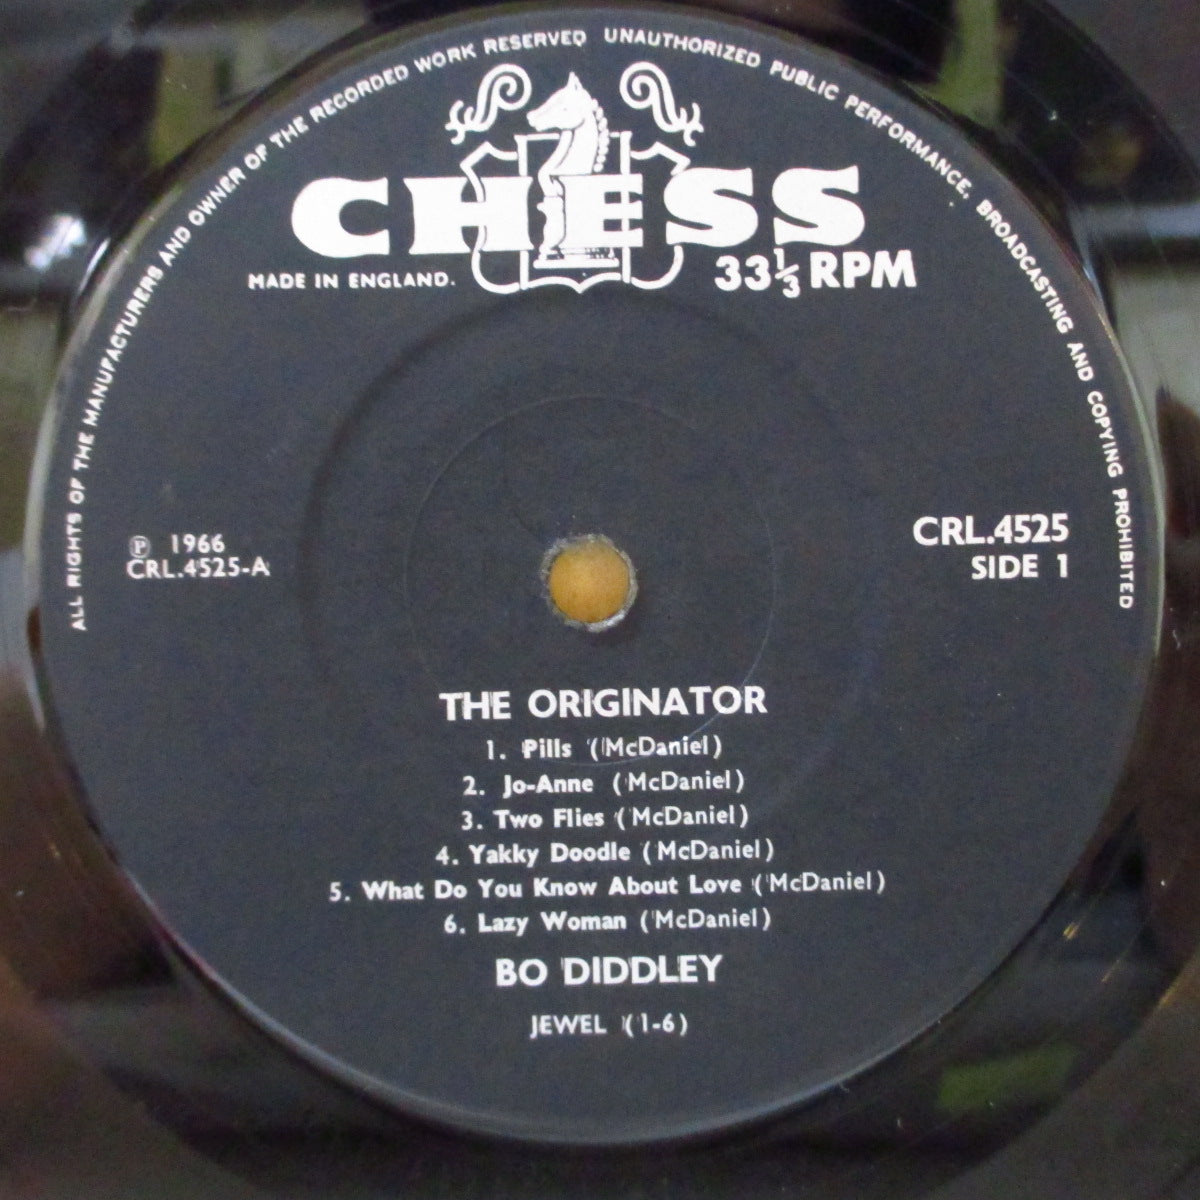 ALL RIGHTS OF THE MANUFACTURERS AND OWNER OF THE RECORDED WORK RESERVED UNAUTHORIZED PUBLIC PERFORMANCE, BROADCASTING AND COPYING PROHIBITED
CHESS
MADE IN ENGLAND.
33⅓ RPM
Ⓟ 1966
CRL.4525-A
CRL.4525
SIDE 1
THE ORIGINATOR
1. Pills (McDaniel)
2. Jo-Anne (McDaniel)
3. Two Flies (McDaniel)
4. Yakky Doodle (McDaniel)
5. What Do You Know About Love (McDaniel)
6. Lazy Woman (McDaniel)
BO DIDDLEY
JEWEL (1-6)